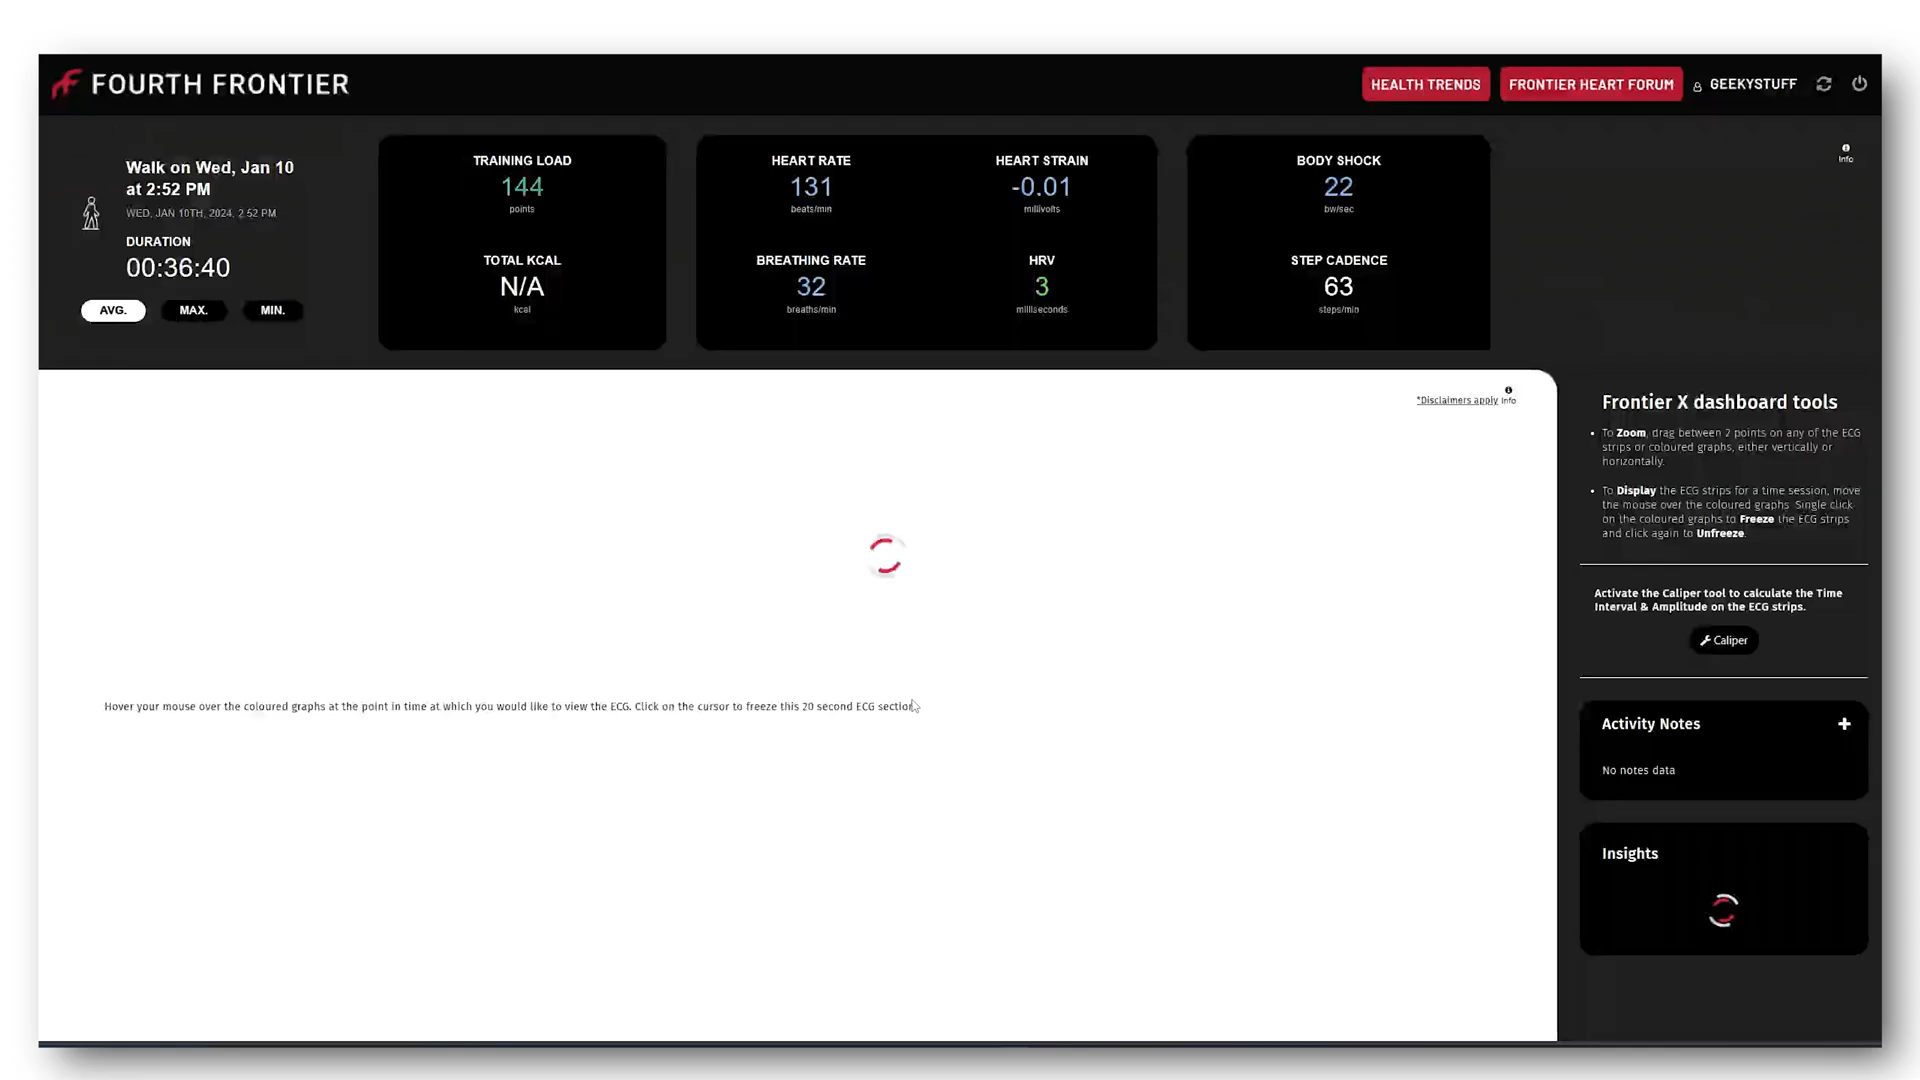 FOURTH FRONTIER
HEALTH TRENDS
FRONTIER HEART FORUM
GEEKYSTUFF
Walk on Wed, Jan 10
at 2:52 PM
WED, JAN 10TH, 2024, 2:52 PM
DURATION
00:36:40
AVG.
MAX.
MIN.
TRAINING LOAD
144
points
TOTAL KCAL
N/A
kcal
HEART RATE
131
beats/min
HEART STRAIN
-0.01
millivolts
BREATHING RATE
32
breaths/min
HRV
3
milliseconds
BODY SHOCK
22
bw/sec
STEP CADENCE
63
steps/min
Info
*Disclaimers apply
Info
Hover your mouse over the coloured graphs at the point in time at which you would like to view the ECG. Click on the cursor to freeze this 20 second ECG section.
Frontier X dashboard tools
• To Zoom, drag between 2 points on any of the ECG
strips or coloured graphs, either vertically or
horizontally.
• To Display the ECG strips for a time session, move
the mouse over the coloured graphs. Single click
on the coloured graphs to Freeze the ECG strips
and click again to Unfreeze.
Activate the Caliper tool to calculate the Time
Interval & Amplitude on the ECG strips.
Caliper
Activity Notes
+
No notes data
Insights